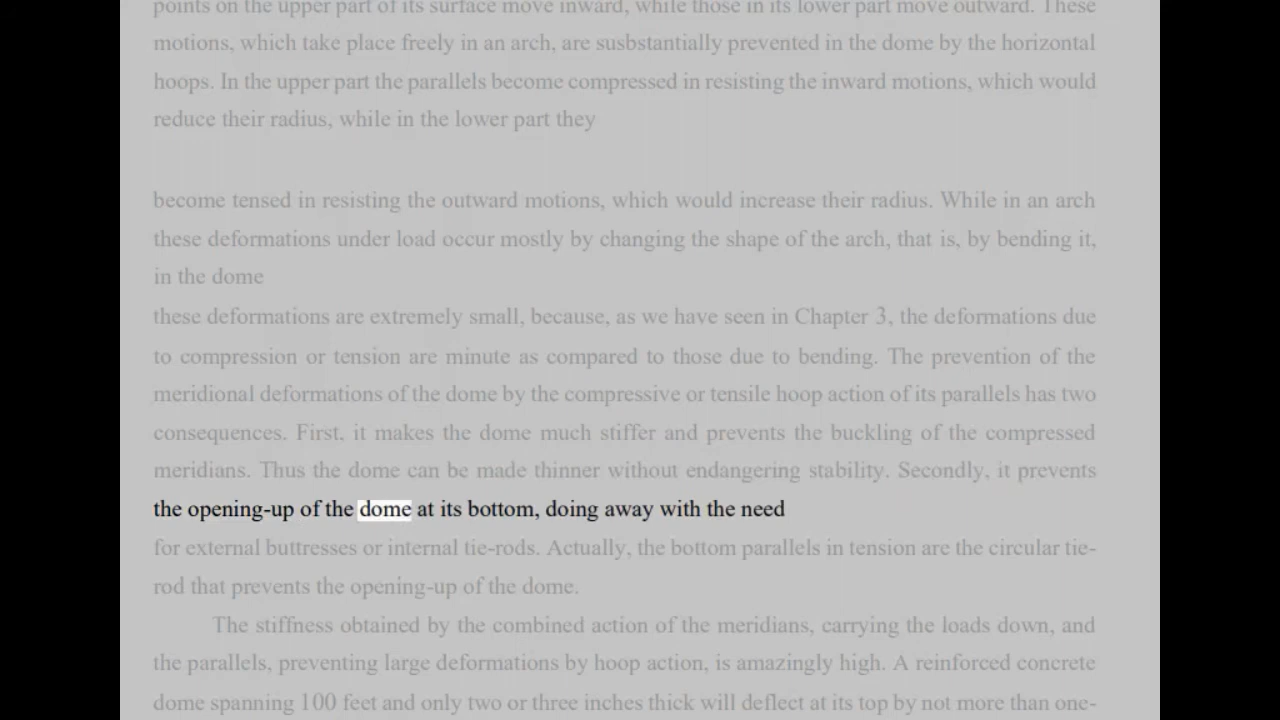 points on the upper part of its surface move inward, while those in its lower part move outward. These
motions, which take place freely in an arch, are susbstantially prevented in the dome by the horizontal
hoops. In the upper part the parallels become compressed in resisting the inward motions, which would
reduce their radius, while in the lower part they
become tensed in resisting the outward motions, which would increase their radius. While in an arch
these deformations under load occur mostly by changing the shape of the arch, that is, by bending it,
in the dome
these deformations are extremely small, because, as we have seen in Chapter 3, the deformations due
to compression or tension are minute as compared to those due to bending. The prevention of the
meridional deformations of the dome by the compressive or tensile hoop action of its parallels has two
consequences. First, it makes the dome much stiffer and prevents the buckling of the compressed
meridians. Thus the dome can be made thinner without endangering stability. Secondly, it prevents
the opening-up of the dome at its bottom, doing away with the need
for external buttresses or internal tie-rods. Actually, the bottom parallels in tension are the circular tie-
rod that prevents the opening-up of the dome.
The stiffness obtained by the combined action of the meridians, carrying the loads down, and
the parallels, preventing large deformations by hoop action, is amazingly high. A reinforced concrete
dome spanning 100 feet and only two or three inches thick will deflect at its top by not more than one-